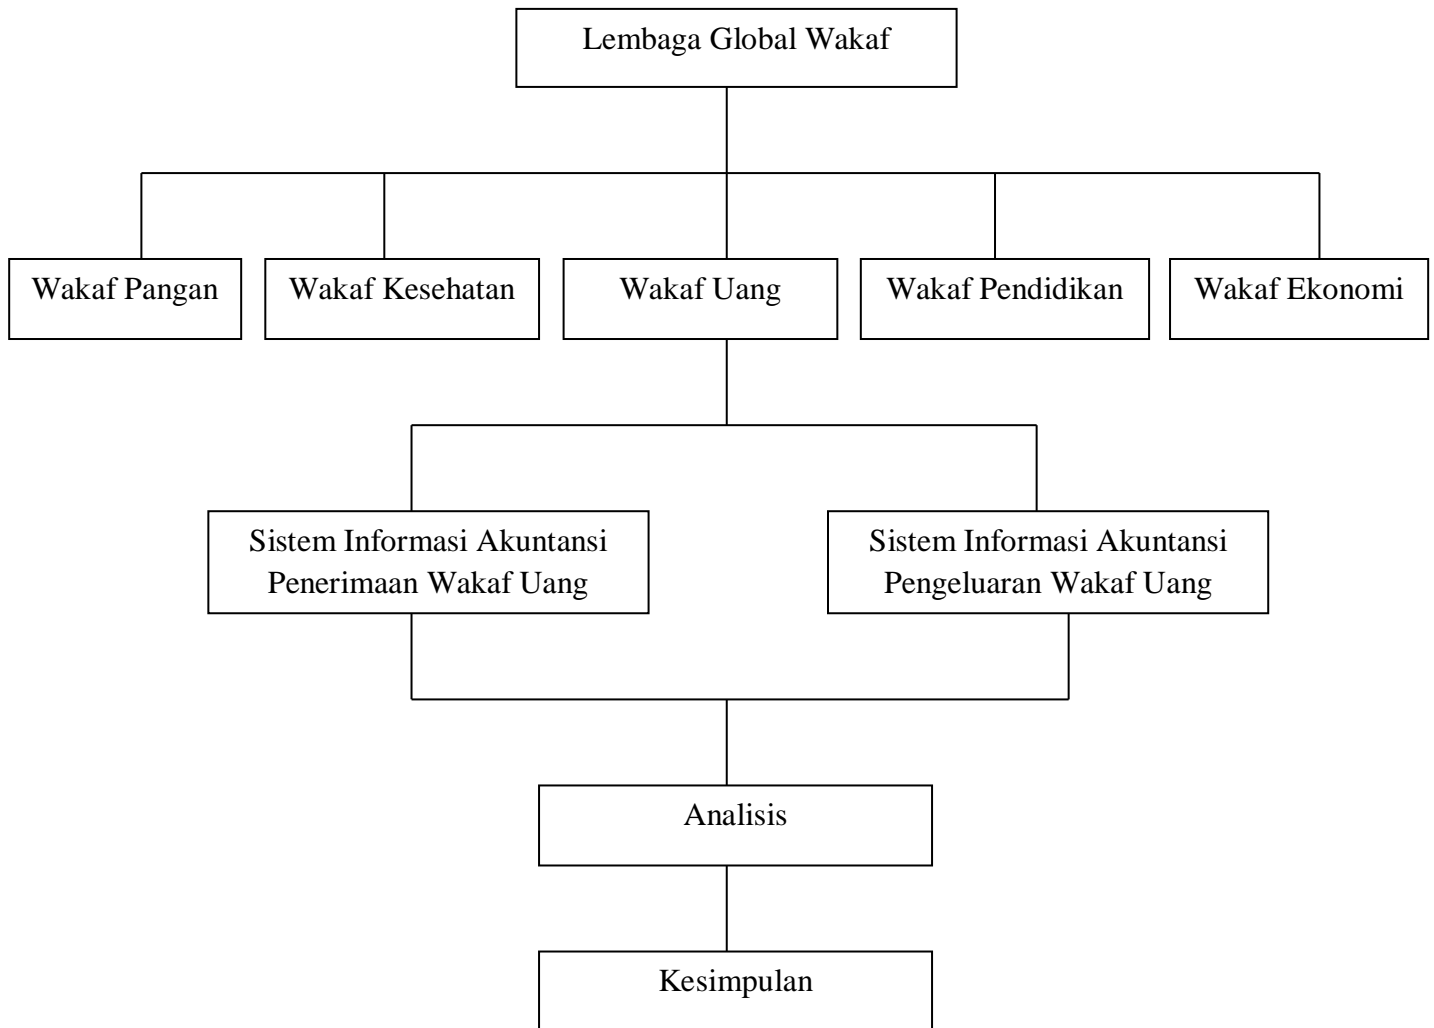 Lembaga Global Wakaf
Wakaf Pangan
Wakaf Kesehatan
Wakaf Uang
Wakaf Pendidikan
Wakaf Ekonomi
Sistem Informasi Akuntansi
Penerimaan Wakaf Uang
Sistem Informasi Akuntansi
Pengeluaran Wakaf Uang
Analisis
Kesimpulan